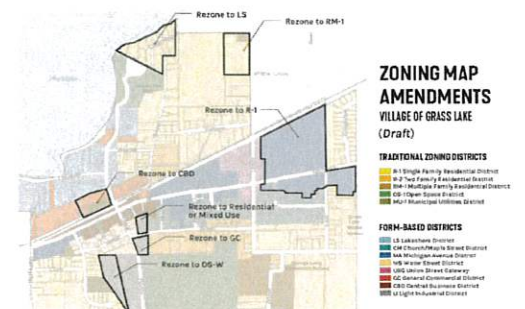 Rezone to LS
Rezone to RM-1
Rezone to R-1
Rezone to CBD
Rezone to Residential
or Mixed Use
Rezone to GC
Rezone to OS-W
ZONING MAP
AMENDMENTS
VILLAGE OF GRASS LAKE
(Draft)
TRADITIONAL ZONING DISTRICTS
R-1 Single Family Residential District
R-2 Two Family Residential District
RM-1 Multiple Family Residential District
OS-1 Open Space District
MU-1 Municipal Utilities District
FORM-BASED DISTRICTS
LS Lakeshore District
CM Church/Maple Street District
MA Michigan Avenue District
WS Water Street District
USG Union Street Gateway
GC General Commercial District
CBD Central Business District
LI Light Industrial District